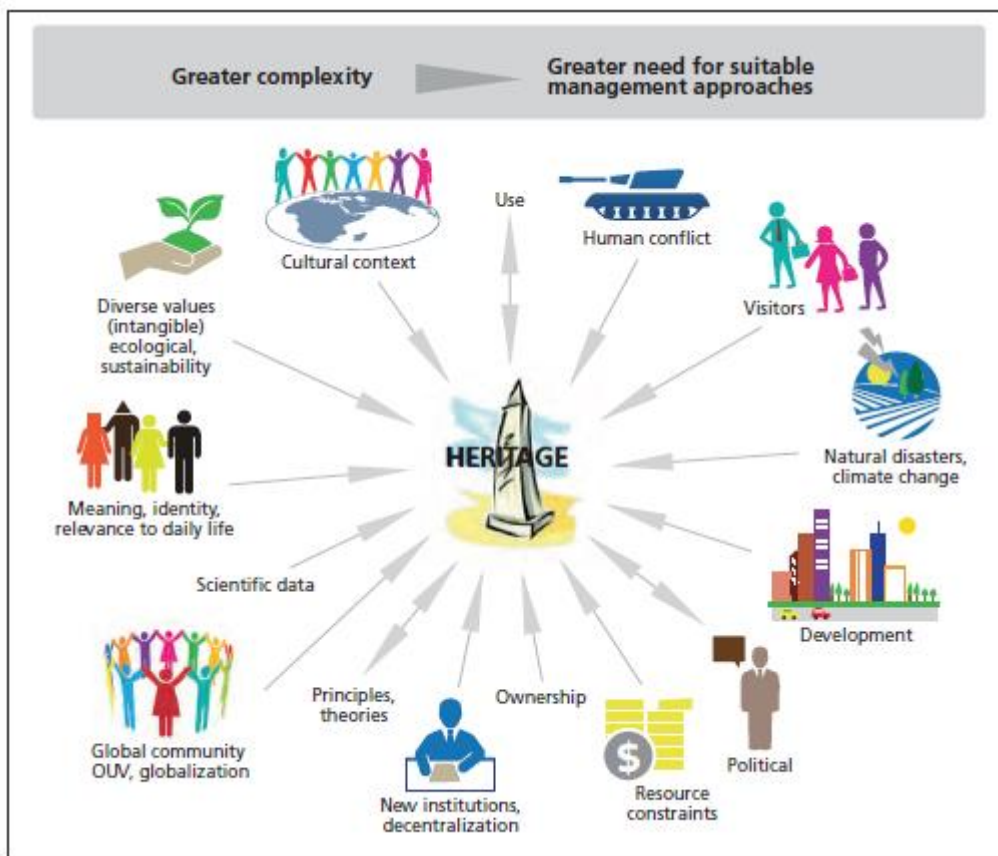 Greater complexity
Greater need for suitable
management approaches
Use
Human conflict
Cultural context
Visitors
Diverse values
(intangible)
ecological,
sustainability
HERITAGE
Natural disasters,
climate change
Meaning, identity,
relevance to daily life
Scientific data
Development
Principles,
theories
Ownership
$
Political
Global community
OUV, globalization
New institutions,
decentralization
Resource
constraints